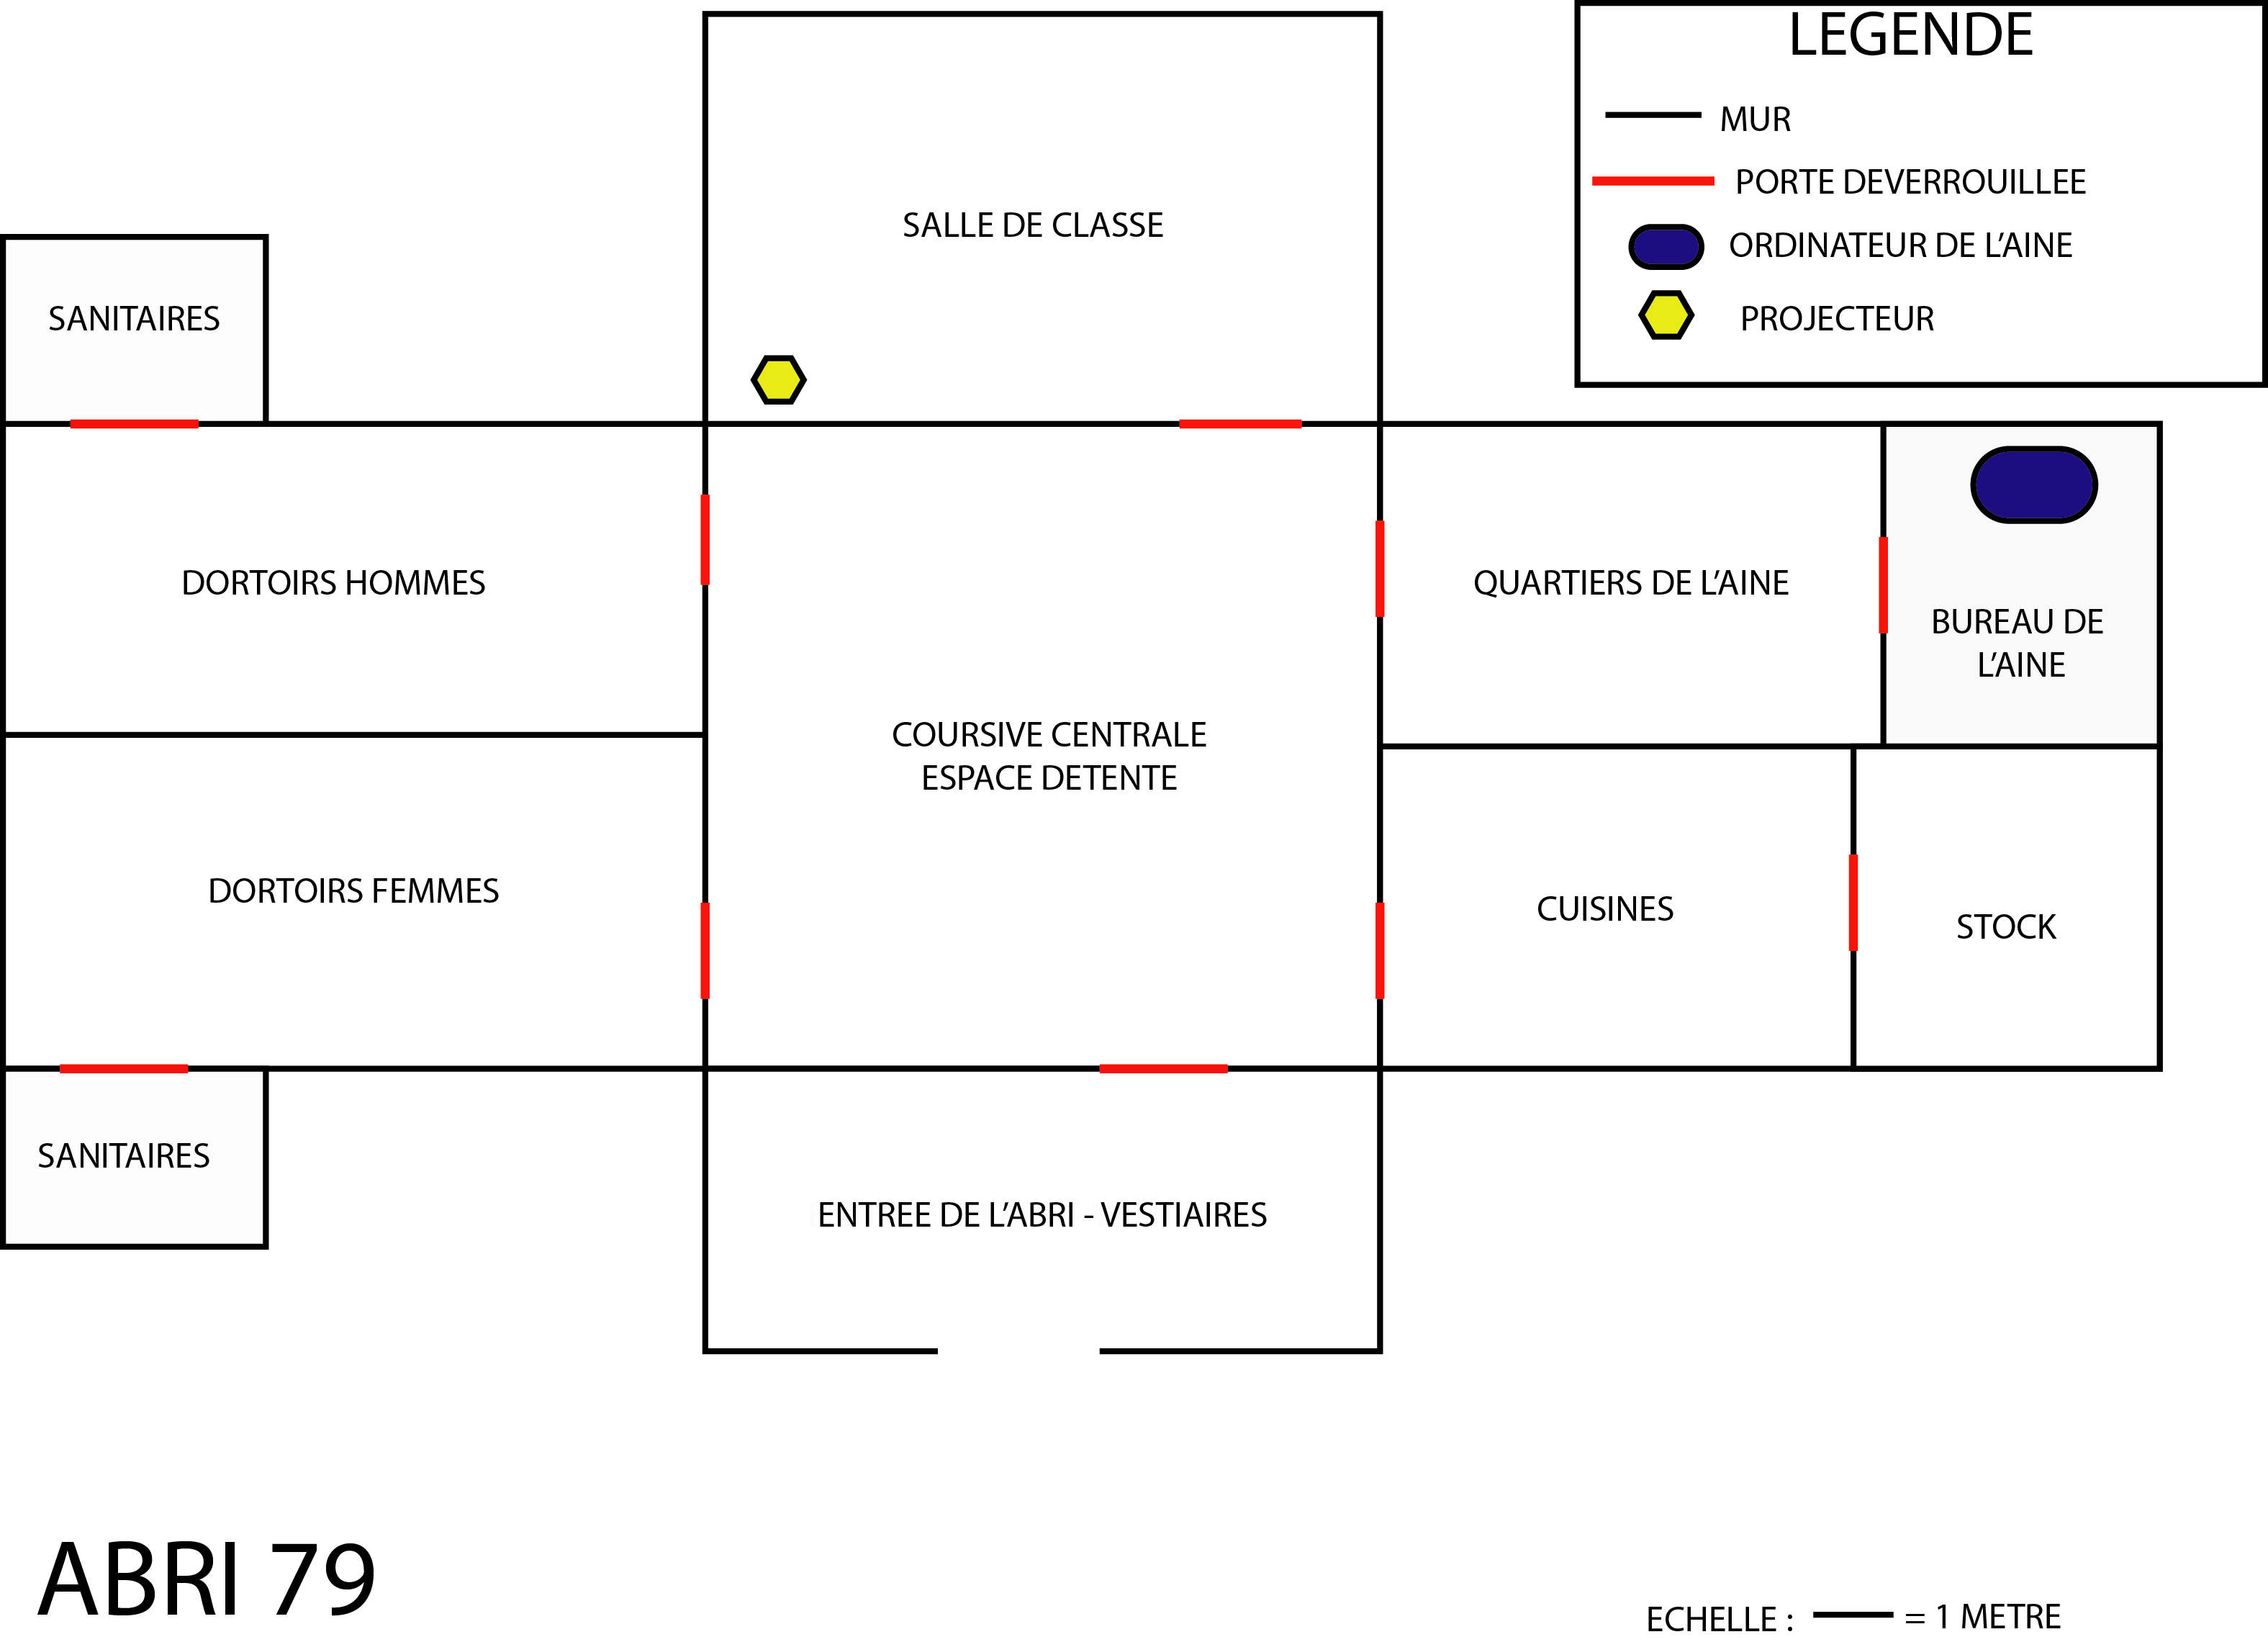 LEGENDE
MUR
PORTE DEVERROUILLEE
ORDINATEUR DE L'AINE
PROJECTEUR
SALLE DE CLASSE
SANITAIRES
DORTOIRS HOMMES
QUARTIERS DE L'AINE
BUREAU DE
L'AINE
COURSIVE CENTRALE
ESPACE DETENTE
DORTOIRS FEMMES
CUISINES
STOCK
SANITAIRES
ENTREE DE L'ABRI - VESTIAIRES
ABRI 79
ECHELLE : = 1 METRE